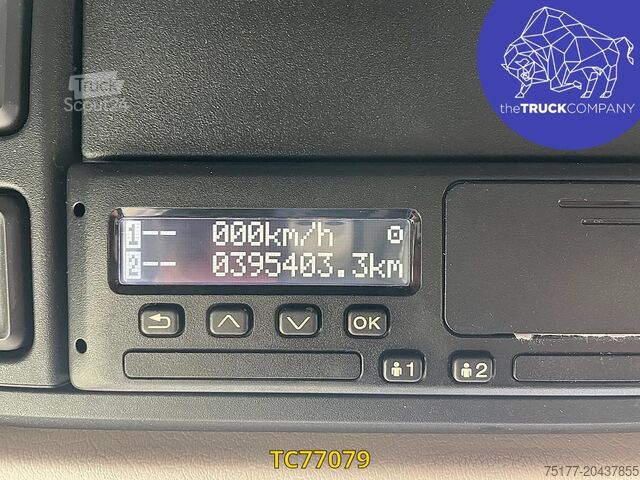 Truck
Scout24
theTRUCKCOMPANY
1-- 000km/h
2-- 0395403.3km
OK
1
2
TC77079
75177-20437855